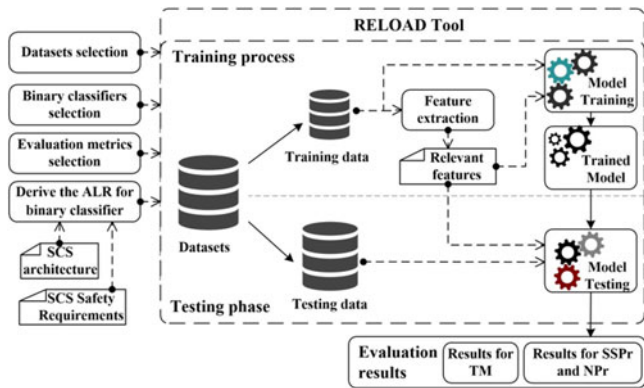 RELOAD Tool
Datasets selection
Binary classifiers
selection
Evaluation metrics
selection
Derive the ALR for
binary classifier
SCS
architecture
SCS Safety
Requirements
Training process
Datasets
Training data
Feature
extraction
Relevant
features
Model
Training
Trained
Model
Testing phase
Testing data
Model
Testing
Evaluation
results
Results for
TM
Results for SSPr
and NPr